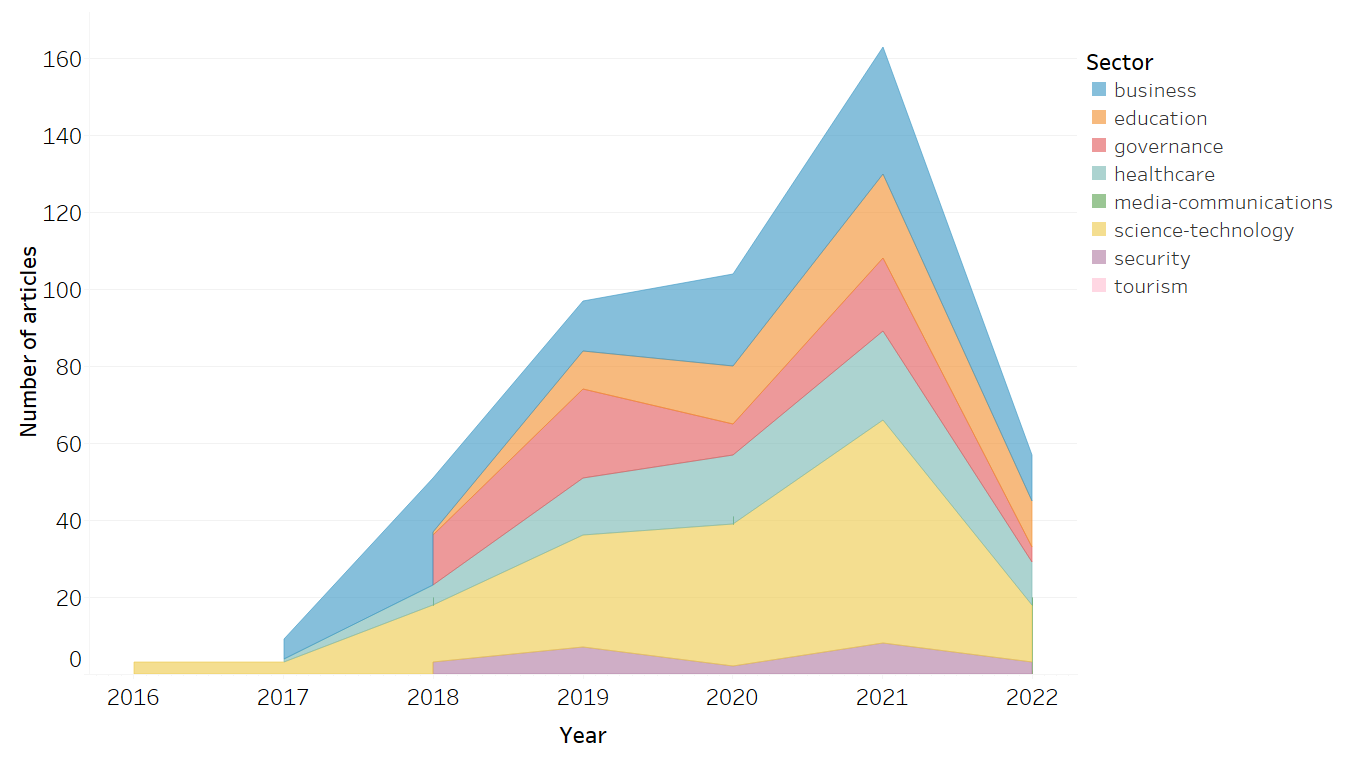 160
140
120
100
80
60
40
20
0
Number of articles
2016 2017 2018 2019 2020 2021 2022
Year
Sector
business
education
governance
healthcare
media-communications
science-technology
security
tourism